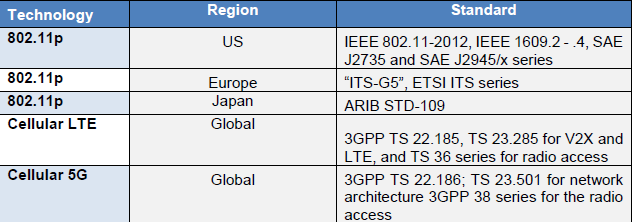 Technology Region Standard
802.11p US IEEE 802.11-2012, IEEE 1609.2 - .4, SAE
J2735 and SAE J2945/x series
802.11p Europe “ITS-G5”, ETSI ITS series
802.11p Japan ARIB STD-109
Cellular LTE Global
3GPP TS 22.185, TS 23.285 for V2X and
LTE, and TS 36 series for radio access
Cellular 5G Global 3GPP TS 22.186; TS 23.501 for network
architecture 3GPP 38 series for the radio
access